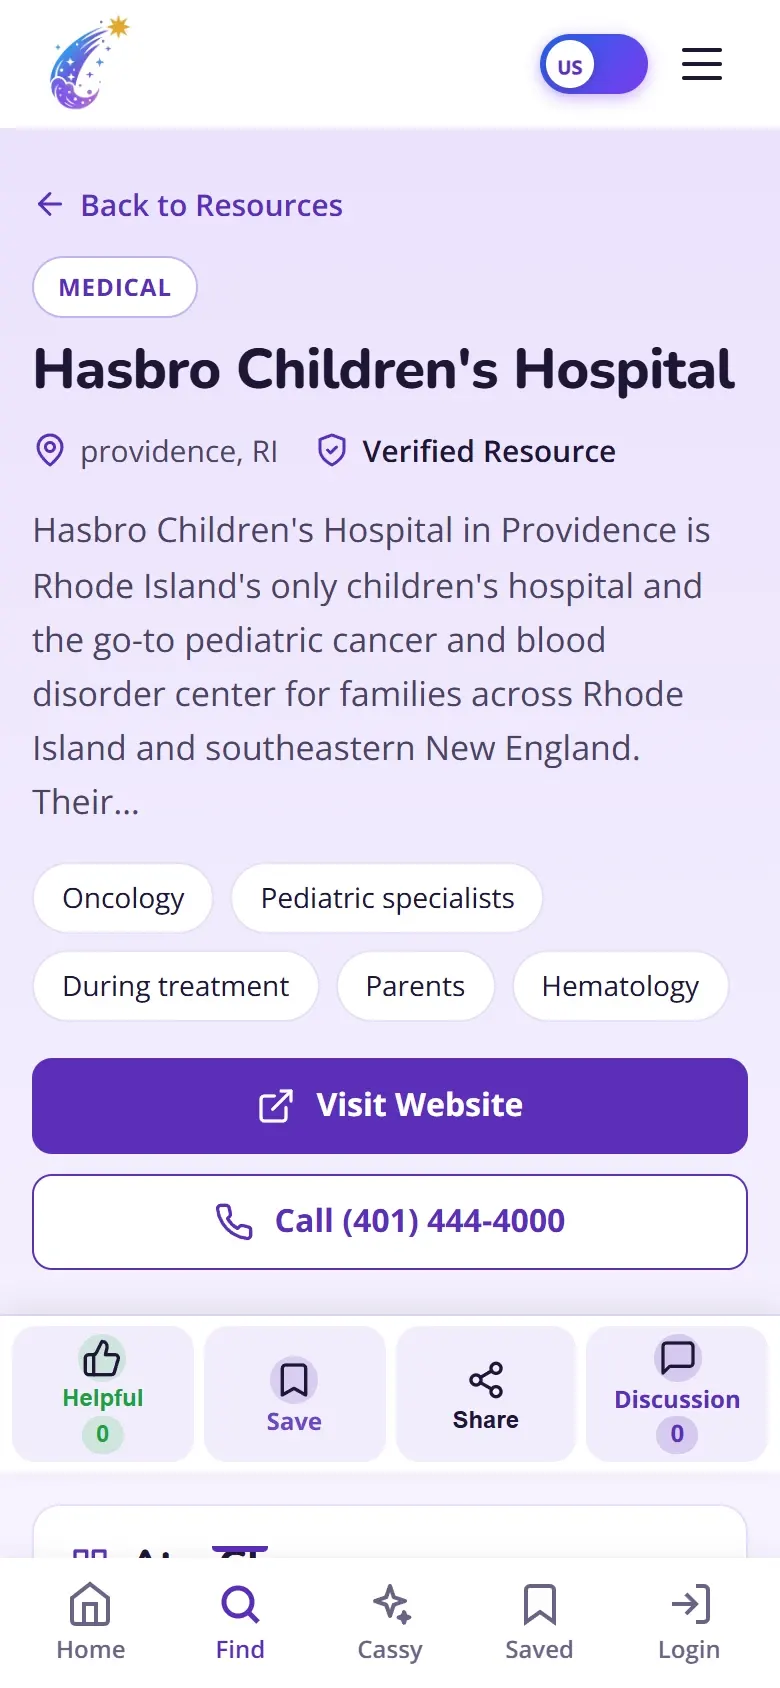 US
Back to Resources
MEDICAL
Hasbro Children's Hospital
providence, RI
Verified Resource
Hasbro Children's Hospital in Providence is
Rhode Island's only children's hospital and
the go-to pediatric cancer and blood
disorder center for families across Rhode
Island and southeastern New England.
Their...
Oncology
Pediatric specialists
During treatment
Parents
Hematology
Visit Website
Call (401) 444-4000
Helpful
0
Save
Share
Discussion
0
Home
Find
Cassy
Saved
Login